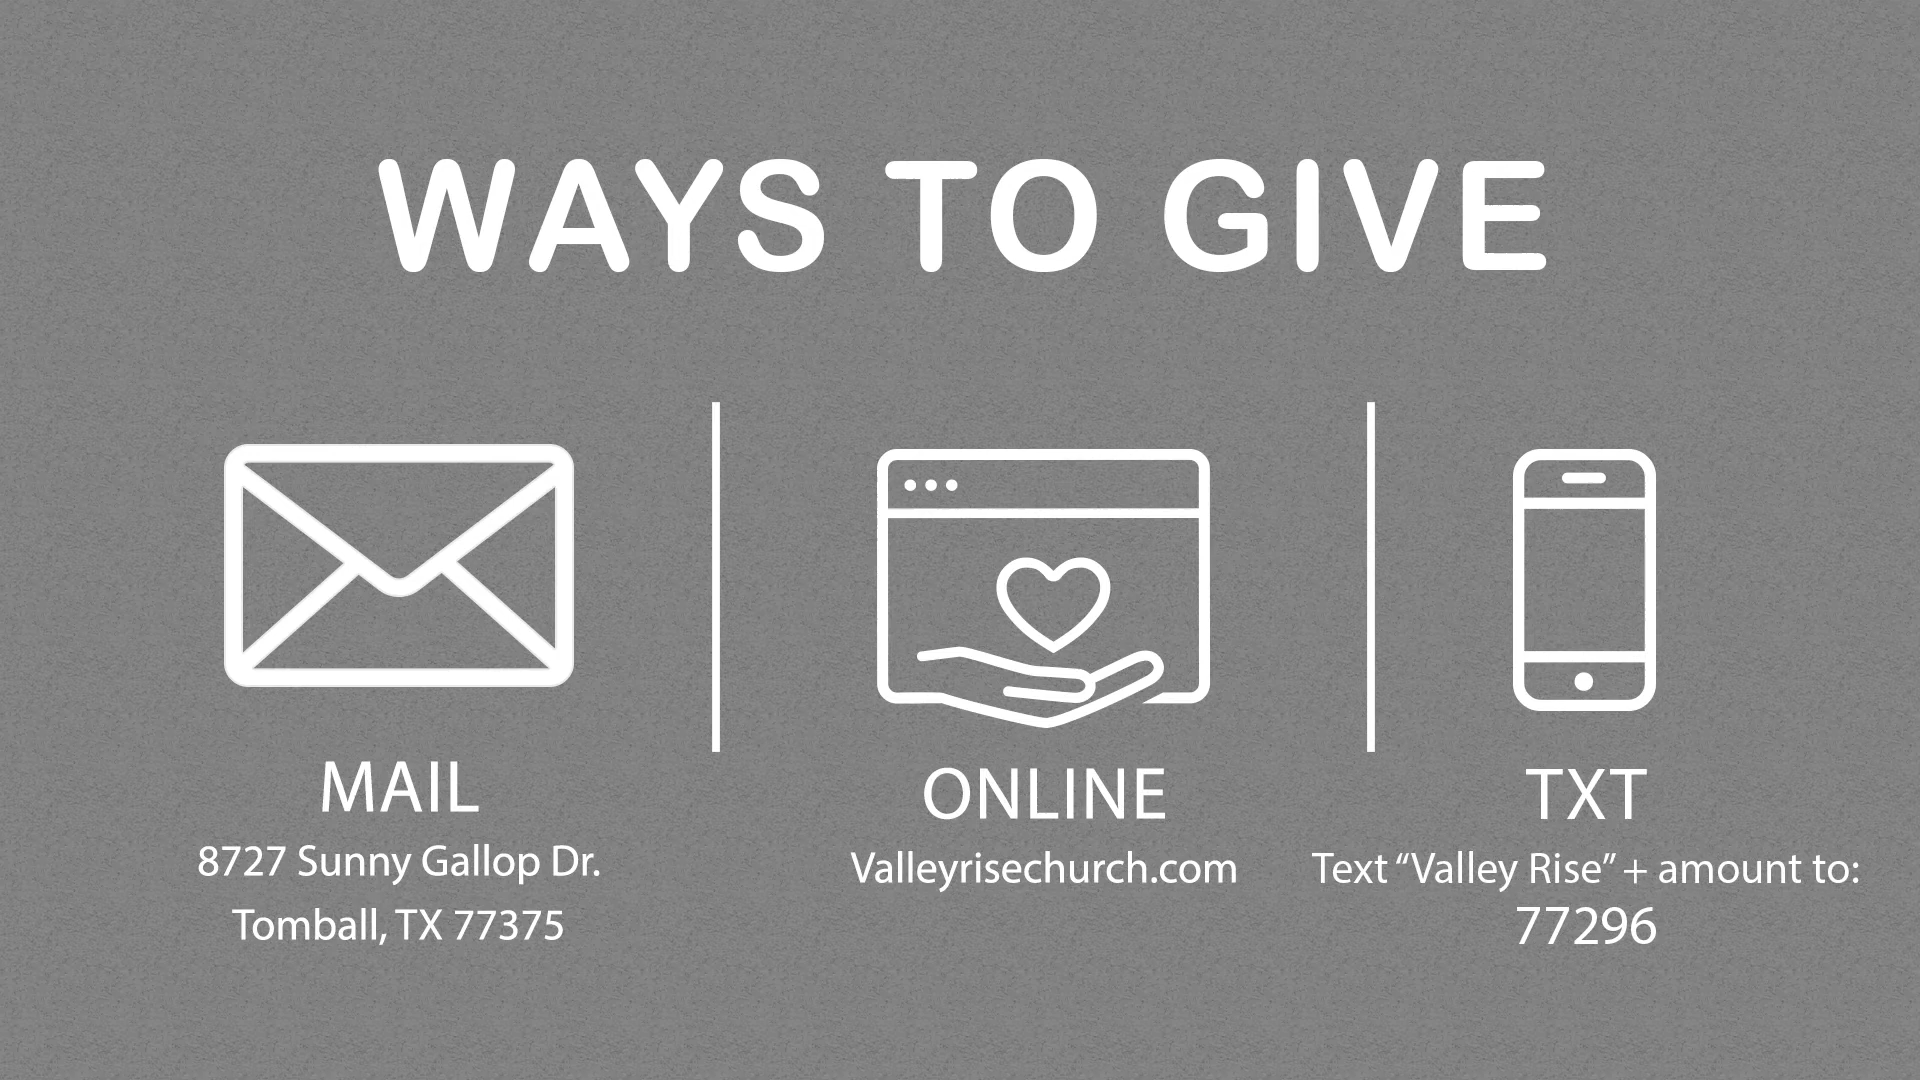 WAYS TO GIVE
MAIL
8727 Sunny Gallop Dr.
Tomball, TX 77375
ONLINE
Valleyrisechurch.com
TXT
Text “Valley Rise” + amount to:
77296